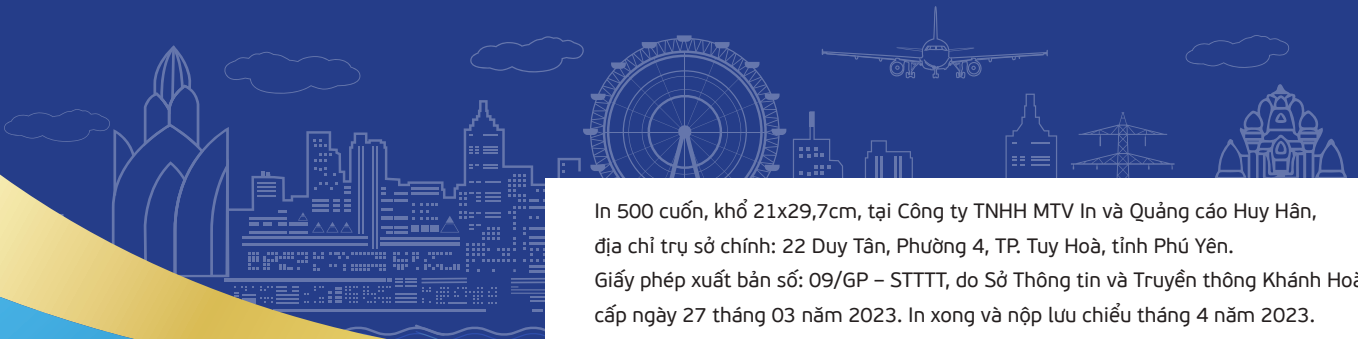 In 500 cuốn, khổ 21x29,7cm, tại Công ty TNHH MTV In và Quảng cáo Huy Hân,
địa chỉ trụ sở chính: 22 Duy Tân, Phường 4, TP. Tuy Hoà, tỉnh Phú Yên.
Giấy phép xuất bản số: 09/GP – STTTT, do Sở Thông tin và Truyền thông Khánh Hoà
cấp ngày 27 tháng 03 năm 2023. In xong và nộp lưu chiểu tháng 4 năm 2023.